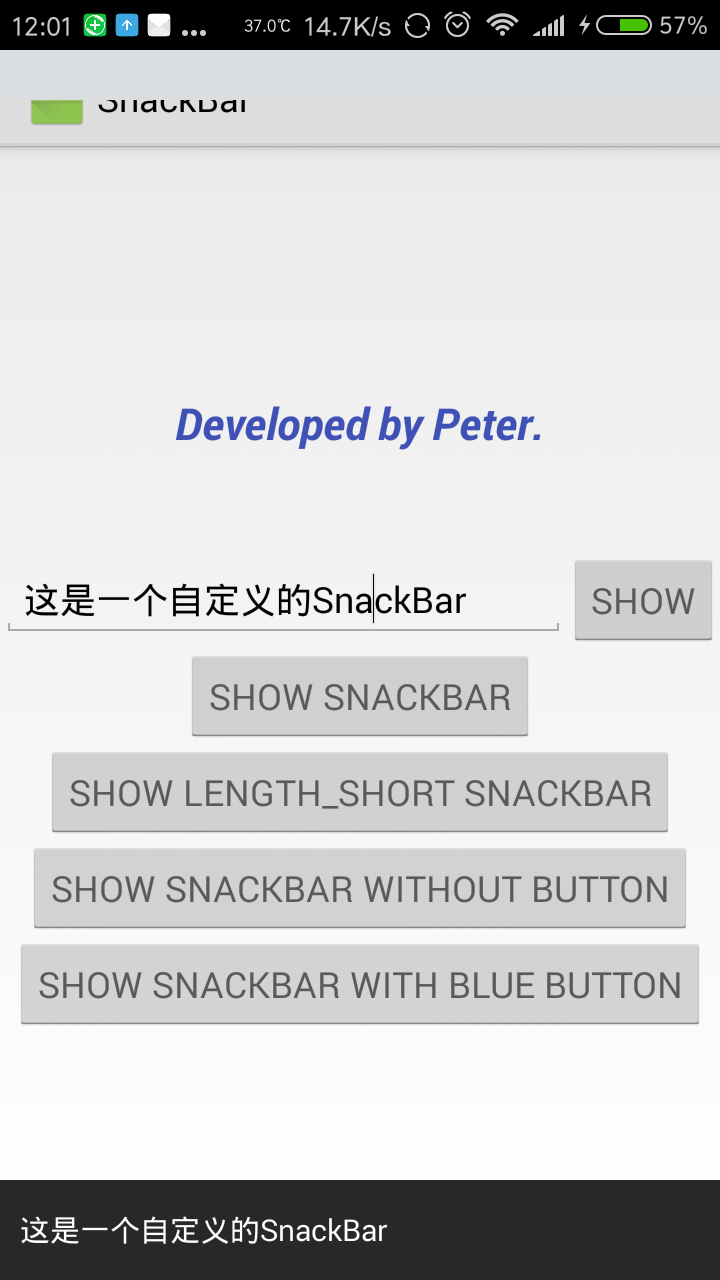 12:01 ... 37.0℃ 14.7K/s 57%
SnackBar
Developed by Peter.
这是一个自定义的SnackBar SHOW
SHOW SNACKBAR
SHOW LENGTH_SHORT SNACKBAR
SHOW SNACKBAR WITHOUT BUTTON
SHOW SNACKBAR WITH BLUE BUTTON
这是一个自定义的SnackBar